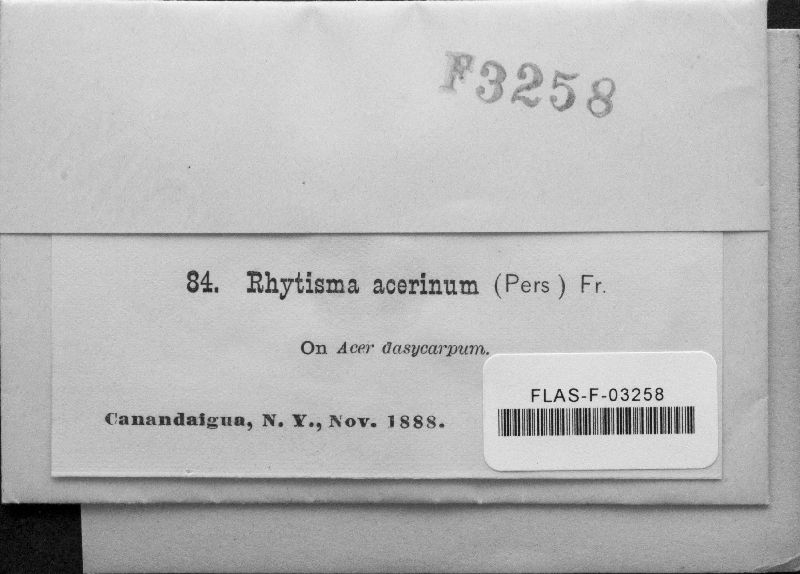 F3258
84. Rhytisma acerinum (Pers) Fr.
On Acer dasycarpum.
FLAS-F-03258
Canandaigua, N. Y., Nov. 1888.